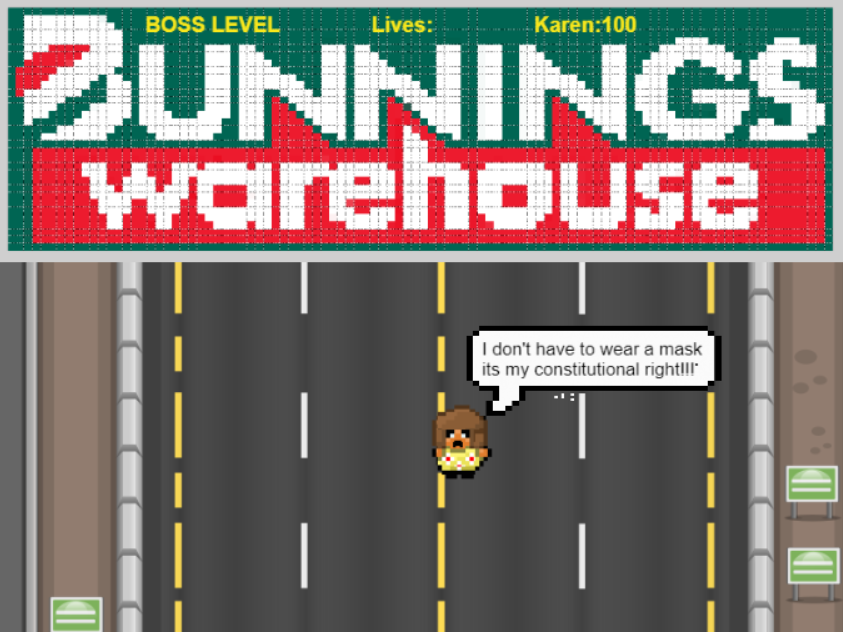 BOSS LEVEL Lives: Karen:100
BUNNINGS
warehouse
I don't have to wear a mask
its my constitutional right!!!"